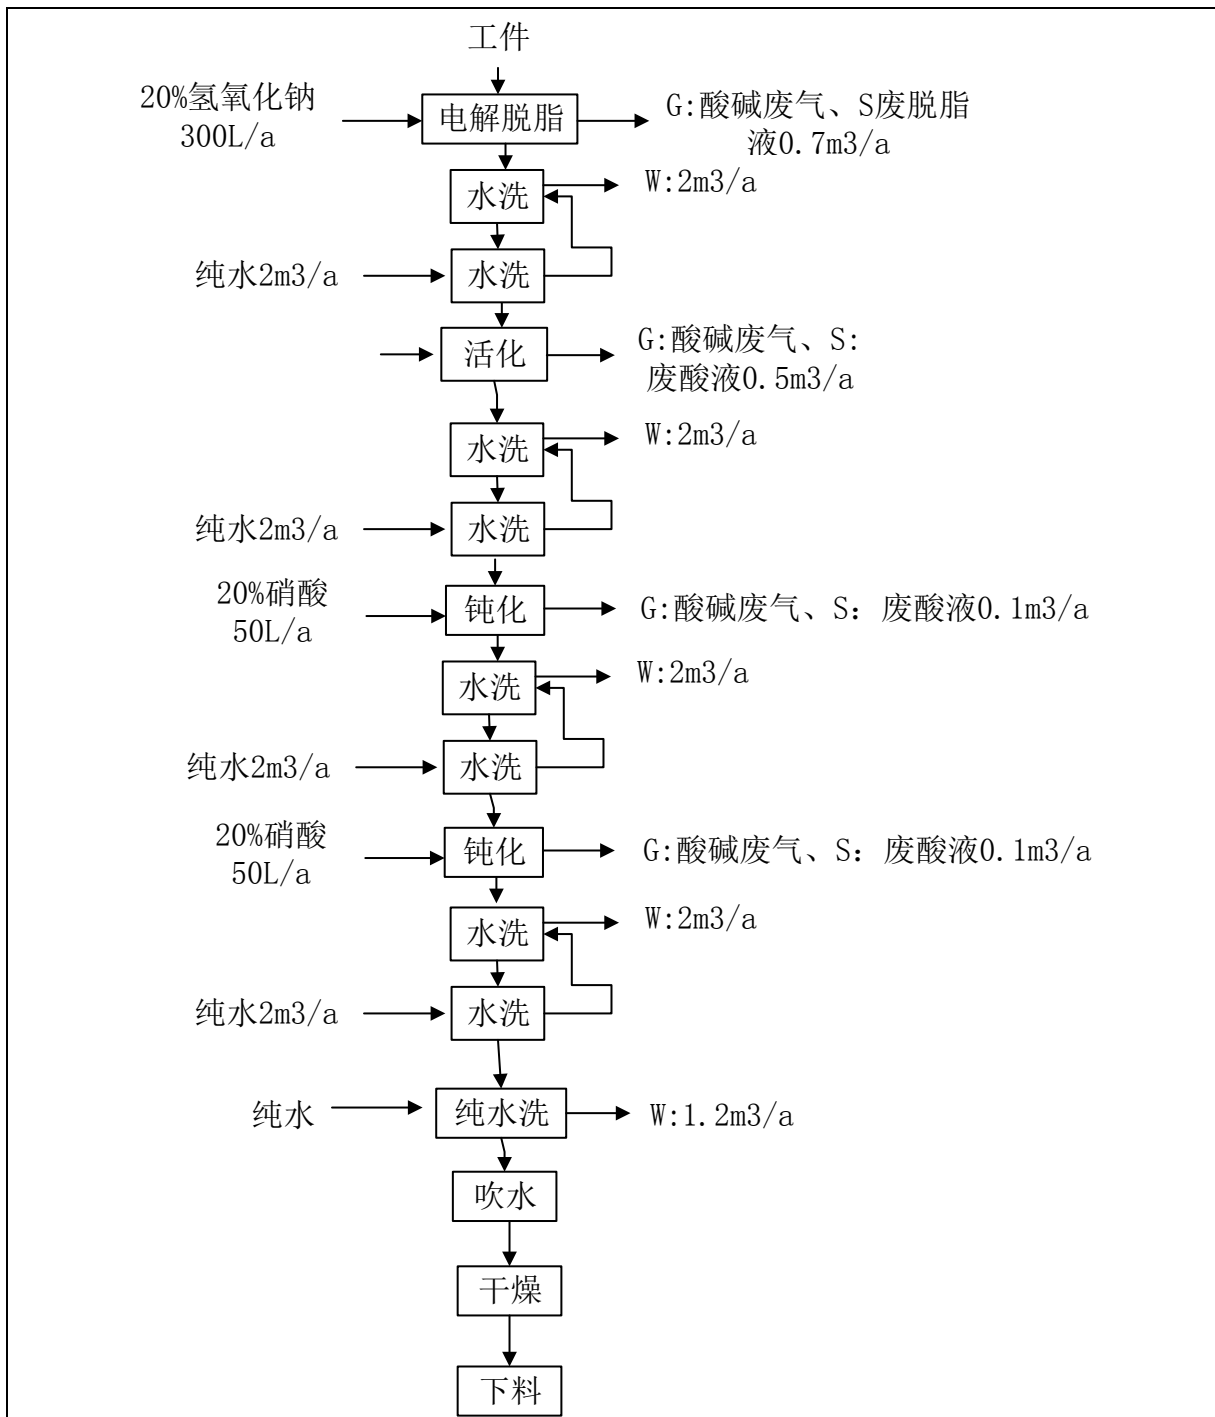 工件
20%氢氧化钠
300L/a
电解脱脂
G:酸碱废气、S废脱脂
液0.7m3/a
水洗
W:2m3/a
纯水2m3/a
水洗
活化
G:酸碱废气、S:
废酸液0.5m3/a
水洗
W:2m3/a
纯水2m3/a
水洗
20%硝酸
50L/a
钝化
G:酸碱废气、S：废酸液0.1m3/a
水洗
W:2m3/a
纯水2m3/a
水洗
20%硝酸
50L/a
钝化
G:酸碱废气、S：废酸液0.1m3/a
水洗
W:2m3/a
纯水2m3/a
水洗
纯水
纯水洗
W:1.2m3/a
吹水
干燥
下料